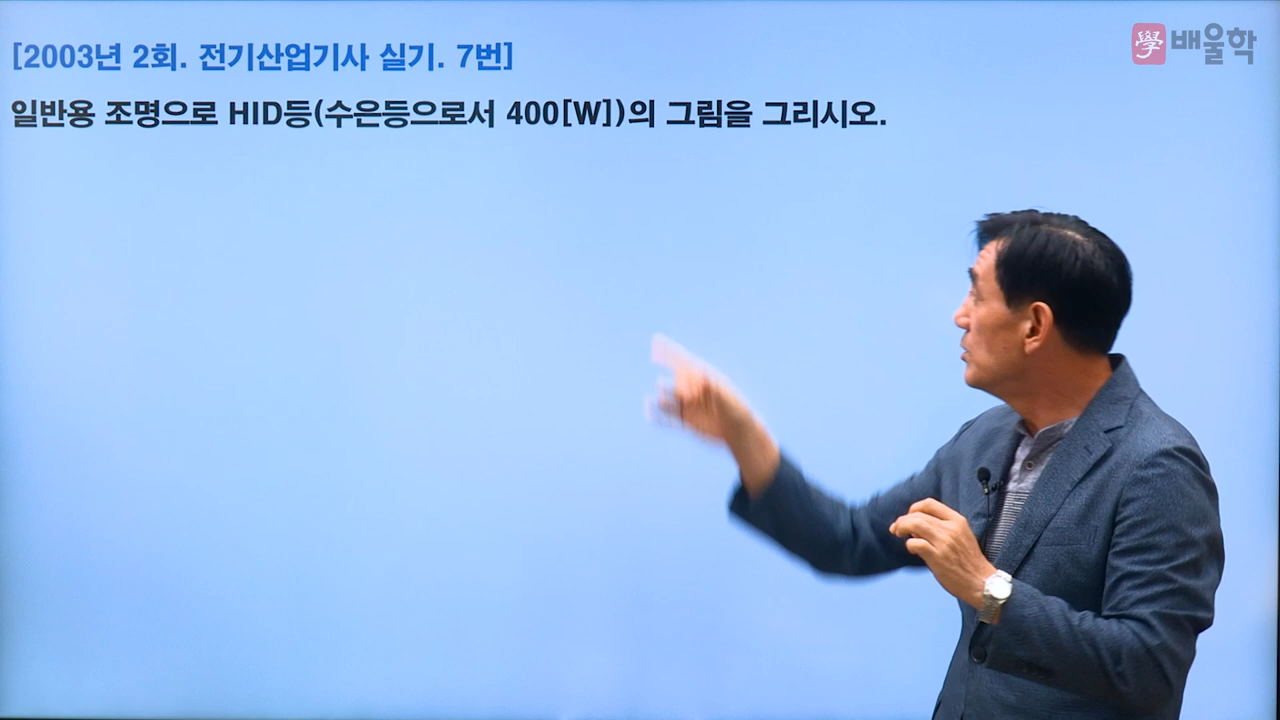 [2003년 2회. 전기산업기사 실기. 7번]
學 배울학
일반용 조명으로 HID등(수은등으로서 400[W])의 그림을 그리시오.